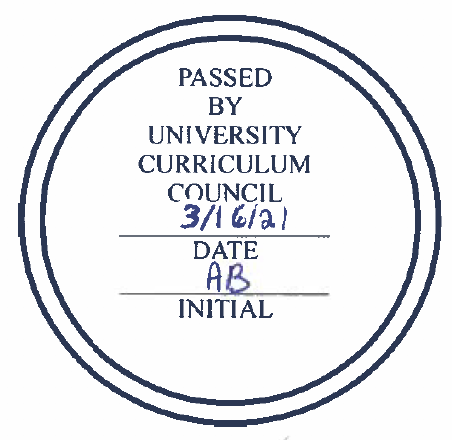 PASSED
BY
UNIVERSITY
CURRICULUM
COUNCIL
3/16/21
DATE
AB
INITIAL